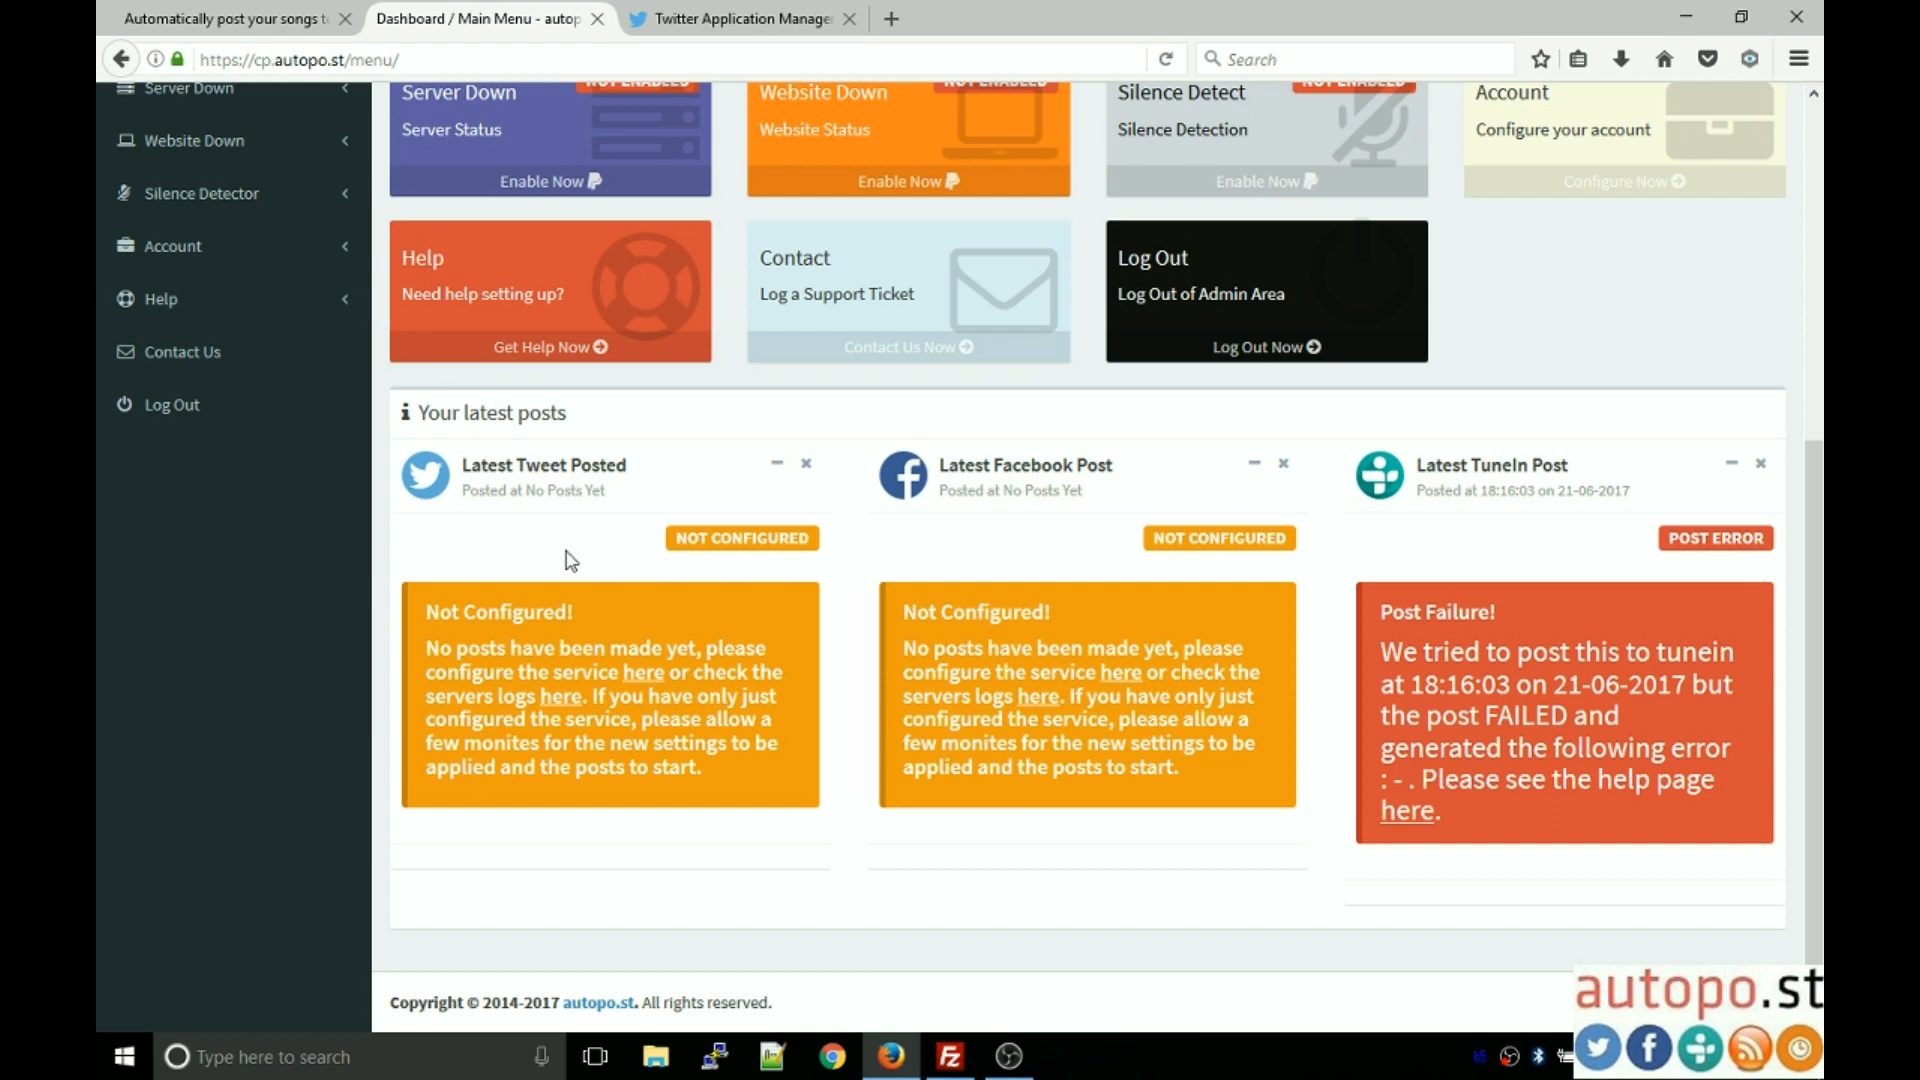 Automatically post your songs t
Dashboard / Main Menu - autop
Twitter Application Manage
https://cp.autopo.st/menu/
Search
Server Down
Website Down
Silence Detector
Account
Help
Contact Us
Log Out
NOT ENABLED
Server Down
Server Status
Enable Now
NOT ENABLED
Website Down
Website Status
Enable Now
NOT ENABLED
Silence Detect
Silence Detection
Enable Now
Account
Configure your account
Configure Now
Help
Need help setting up?
Get Help Now
Contact
Log a Support Ticket
Contact Us Now
Log Out
Log Out of Admin Area
Log Out Now
Your latest posts
Latest Tweet Posted
Posted at No Posts Yet
NOT CONFIGURED
Not Configured!
No posts have been made yet, please
configure the service here or check the
servers logs here. If you have only just
configured the service, please allow a
few monites for the new settings to be
applied and the posts to start.
Latest Facebook Post
Posted at No Posts Yet
NOT CONFIGURED
Not Configured!
No posts have been made yet, please
configure the service here or check the
servers logs here. If you have only just
configured the service, please allow a
few monites for the new settings to be
applied and the posts to start.
Latest TuneIn Post
Posted at 18:16:03 on 21-06-2017
POST ERROR
Post Failure!
We tried to post this to tunein
at 18:16:03 on 21-06-2017 but
the post FAILED and
generated the following error
: - . Please see the help page
here.
Copyright © 2014-2017 autopo.st. All rights reserved.
autopo.st
Type here to search